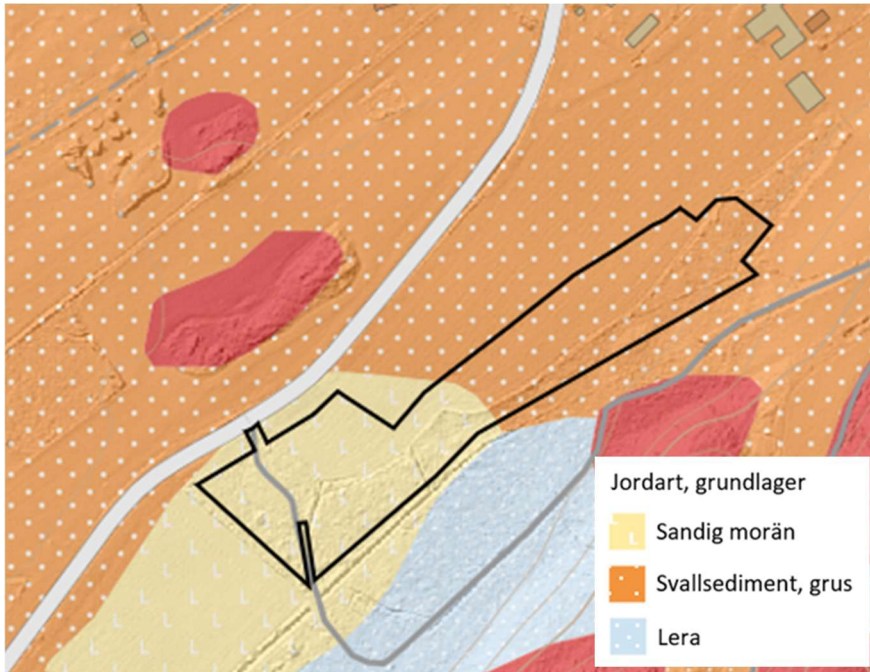 Jordart, grundlager
Sandig morän
Svallsediment, grus
Lera